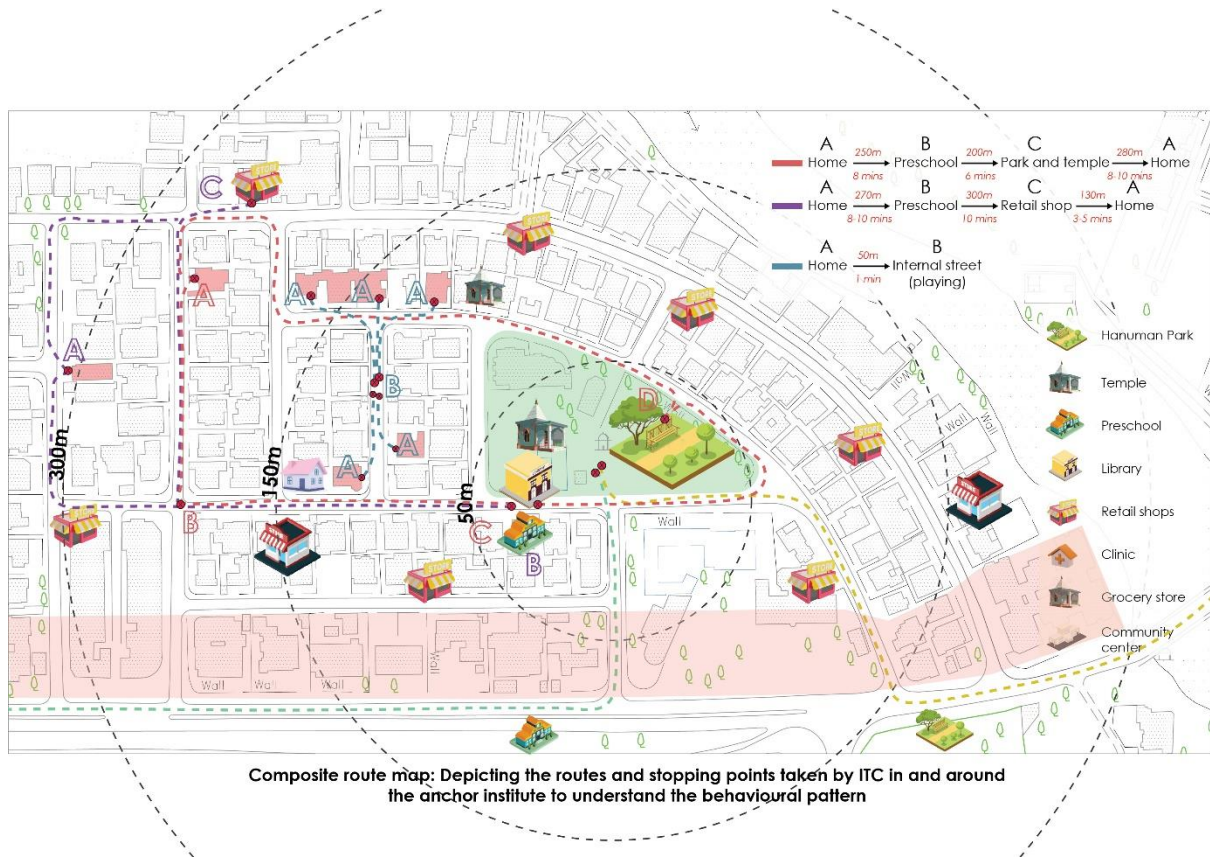 A B C A
Home 250m 8 mins Preschool 200m 6 mins Park and temple 280m 8-10 mins Home
A B C A
Home 270m 8-10 mins Preschool 300m 10 mins Retail shop 130m 3-5 mins Home
A B
Home 50m 1 min Internal street
(playing)
C
STOR
STOR
A
A
A
A
STOR
Hanuman Park
Wall
A
B
D
Temple
Wall
Wall
Preschool
A
A
300m
150m
50m
Library
B
C
B
Wall
Retail shops
STOR
Clinic
Grocery store
Community
center
Wall
Wall
Wall
Wall
Composite route map: Depicting the routes and stopping points taken by ITC in and around
the anchor institute to understand the behavioural pattern